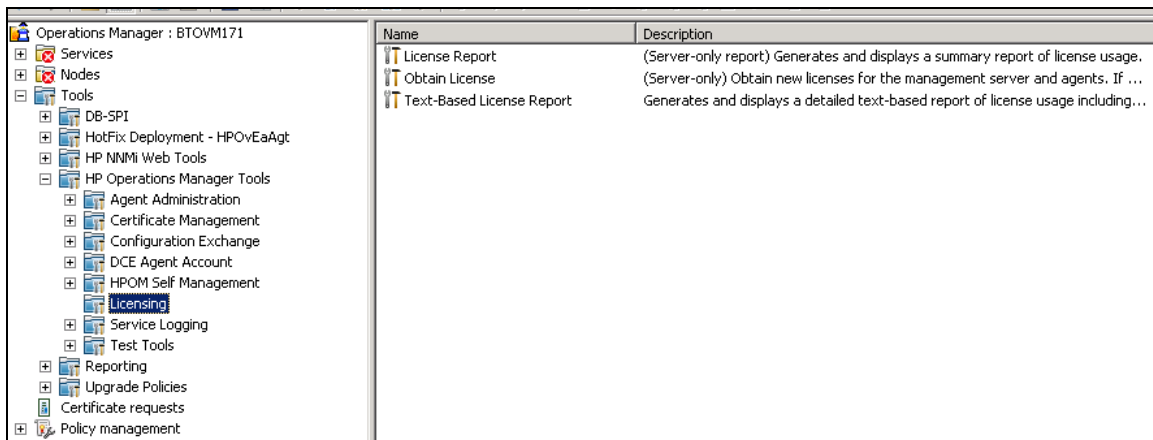 Operations Manager : BTOVM171
Services
Nodes
Tools
DB-SPI
HotFix Deployment - HPOvEaAgt
HP NNMi Web Tools
HP Operations Manager Tools
Agent Administration
Certificate Management
Configuration Exchange
DCE Agent Account
HPOM Self Management
Licensing
Service Logging
Test Tools
Reporting
Upgrade Policies
Certificate requests
Policy management
Name Description
License Report (Server-only report) Generates and displays a summary report of license usage.
Obtain License (Server-only) Obtain new licenses for the management server and agents. If ...
Text-Based License Report Generates and displays a detailed text-based report of license usage including...